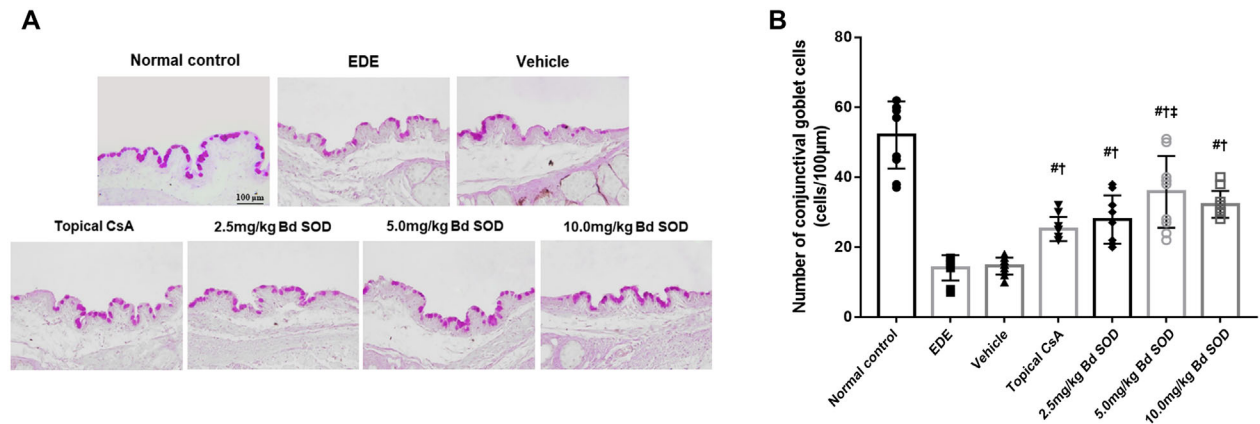 A
Normal control
EDE
Vehicle
100 μm
Topical CsA
2.5mg/kg Bd SOD
5.0mg/kg Bd SOD
10.0mg/kg Bd SOD
B
Number of conjunctival goblet cells
(cells/100μm)
80
60
40
20
0
#†
#†
#†‡
#†
Normal control
EDE
Vehicle
Topical CsA
2.5mg/kg Bd SOD
5.0mg/kg Bd SOD
10.0mg/kg Bd SOD